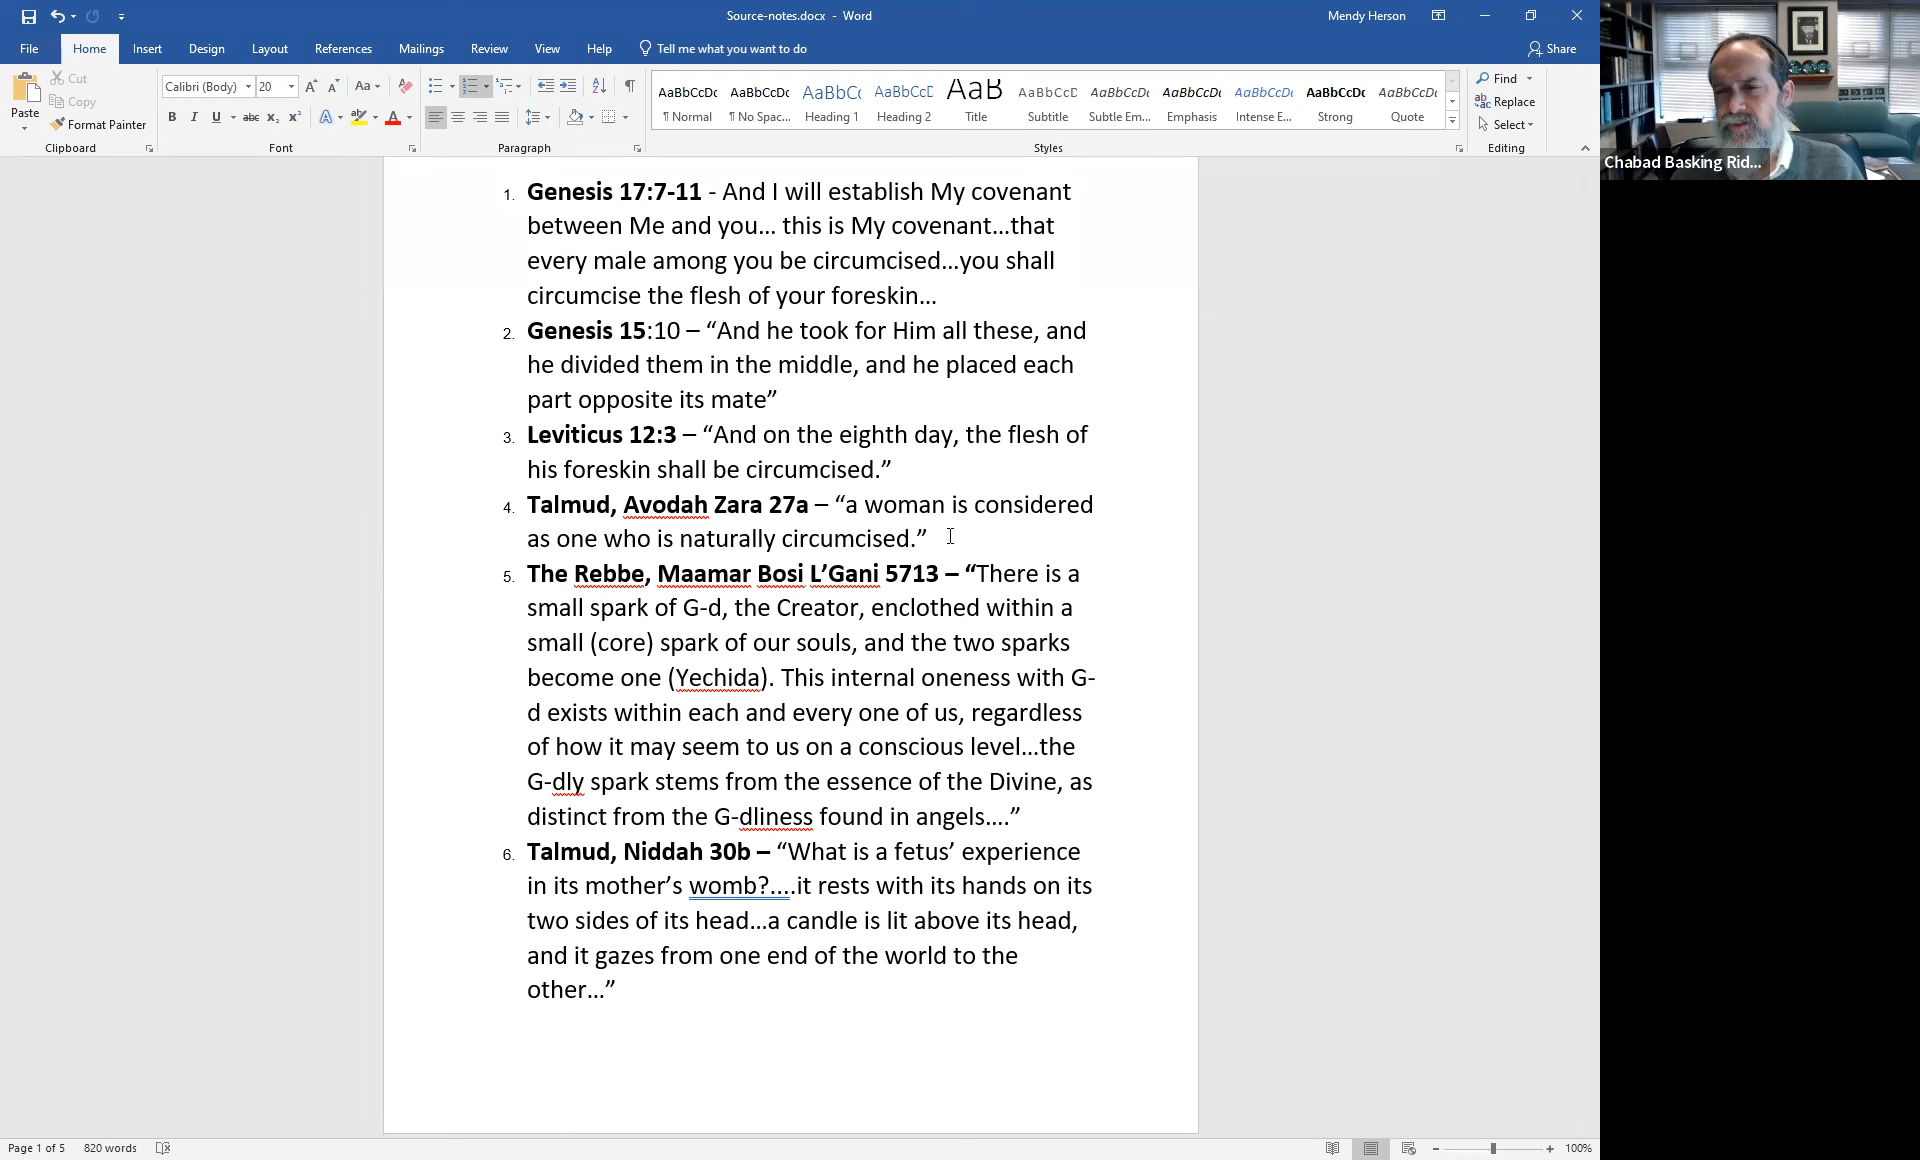 Source-notes.docx - Word
Mendy Herson
File Home Insert Design Layout References Mailings Review View Help Tell me what you want to do Share
Paste
Cut
Copy
Format Painter
Clipboard
Calibri (Body) 20
Font
Paragraph
AaBbCcDc AaBbCcDc AaBbCc AaBbCcD AaB AaBbCcD AaBbCcDc AaBbCcDc AaBbCcDc AaBbCcDc AaBbCcDc
¶ Normal ¶ No Spac... Heading 1 Heading 2 Title Subtitle Subtle Em... Emphasis Intense E... Strong Quote
Styles
Find
Replace
Select
Editing
Chabad Basking Rid...
1. Genesis 17:7-11 - And I will establish My covenant
between Me and you... this is My covenant...that
every male among you be circumcised...you shall
circumcise the flesh of your foreskin...
2. Genesis 15:10 – “And he took for Him all these, and
he divided them in the middle, and he placed each
part opposite its mate”
3. Leviticus 12:3 – “And on the eighth day, the flesh of
his foreskin shall be circumcised.”
4. Talmud, Avodah Zara 27a – “a woman is considered
as one who is naturally circumcised.”
5. The Rebbe, Maamar Bosi L’Gani 5713 – “There is a
small spark of G-d, the Creator, enclothed within a
small (core) spark of our souls, and the two sparks
become one (Yechida). This internal oneness with G-
d exists within each and every one of us, regardless
of how it may seem to us on a conscious level...the
G-dly spark stems from the essence of the Divine, as
distinct from the G-dliness found in angels....”
6. Talmud, Niddah 30b – “What is a fetus’ experience
in its mother’s womb?....it rests with its hands on its
two sides of its head...a candle is lit above its head,
and it gazes from one end of the world to the
other...”
Page 1 of 5 820 words
100%